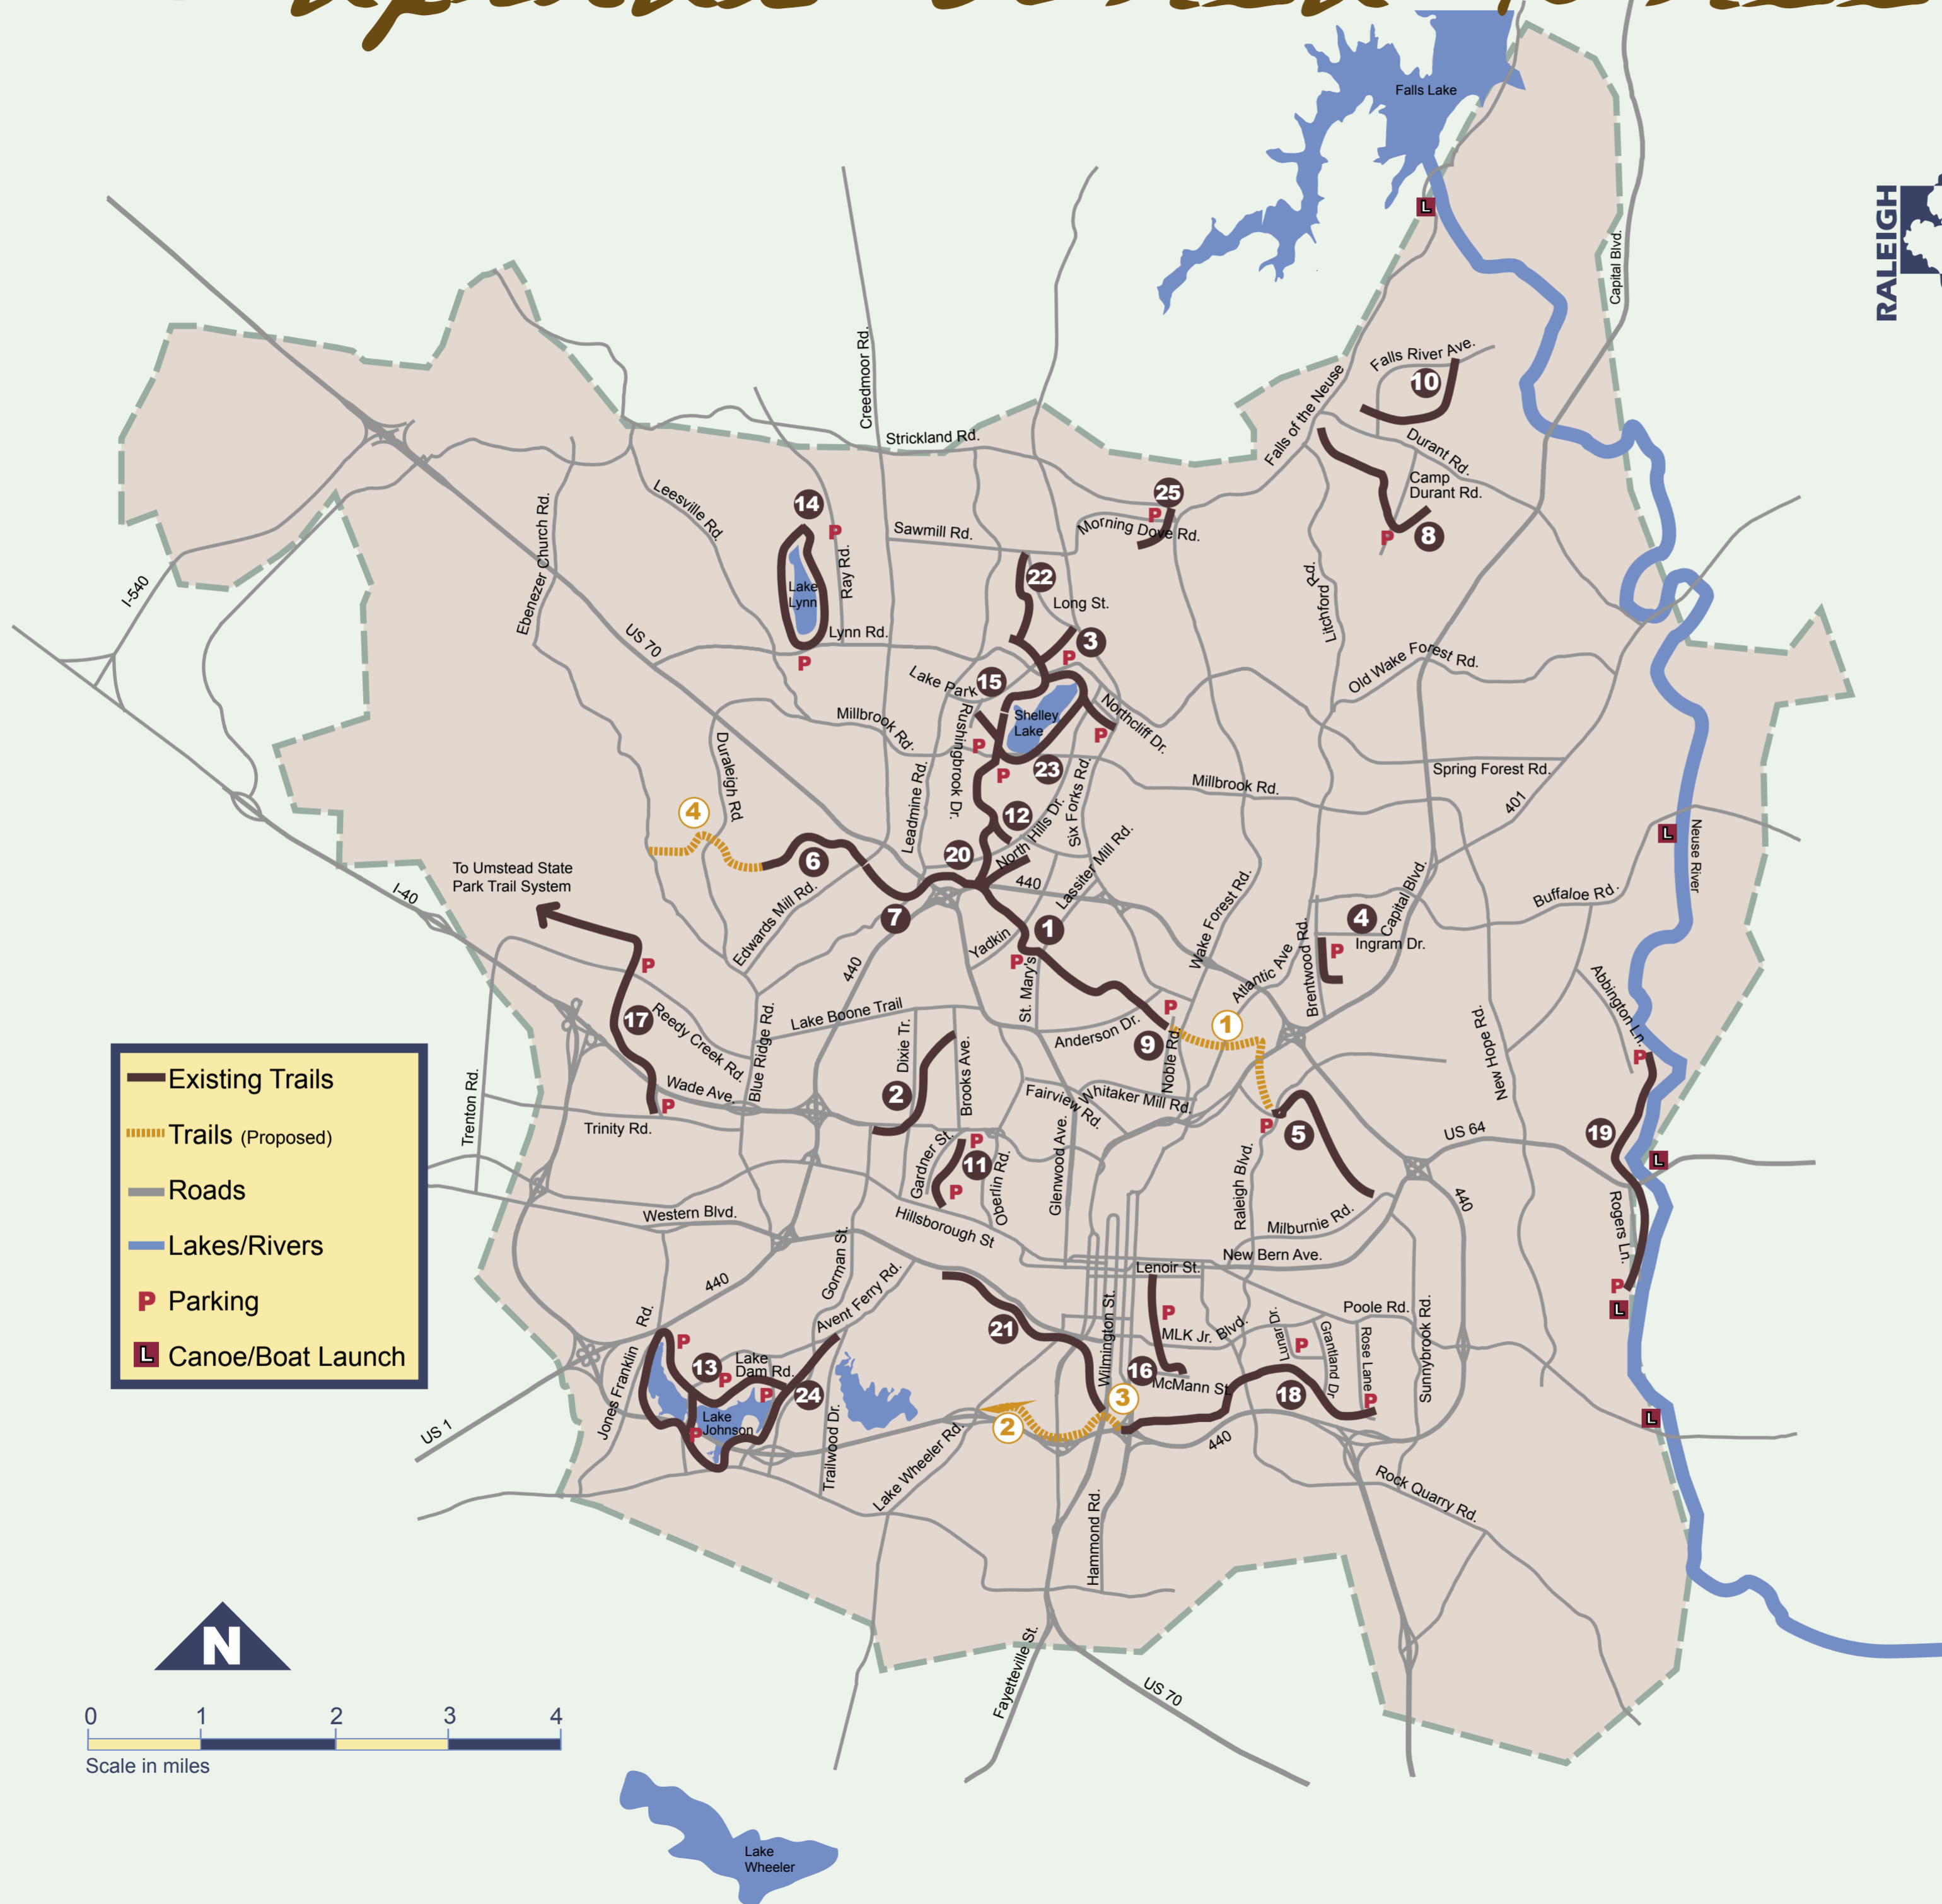 Falls Lake
RALEIGH
Capital Blvd.
Creedmoor Rd.
Falls River Ave.
10
Falls of the Neuse
Strickland Rd.
Durant Rd.
Camp
Durant Rd.
8
P
25
P
Morning Dove Rd.
Leesville Rd.
14
P
Sawmill Rd.
Ebenezer Church Rd.
I-540
Ray Rd.
Lake
Lynn
22
Long St.
Litchford Rd.
US 70
Lynn Rd.
P
3
P
Old Wake Forest Rd.
Lake Park
15
Shelley
Lake
Northcliff Dr.
P
Millbrook Rd.
Rushingbrook Dr.
P
P
23
Duraleigh Rd
Leadmine Rd.
Six Forks Rd.
Millbrook Rd.
Spring Forest Rd.
401
4
12
North Hills Dr.
L
Neuse River
6
20
Lassiter Mill Rd.
To Umstead State
Park Trail System
I-40
440
Edwards Mill Rd.
7
Wake Forest Rd.
Capital Blvd.
Buffaloe Rd.
1
Yadkin
P
4
P
Ingram Dr.
Brentwood Rd.
P
440
St. Mary's
Atlantic Ave
Abbington Ln.
17
Reedy Creek Rd.
Blue Ridge Rd.
Lake Boone Trail
P
1
Anderson Dr.
9
Noble Rd.
New Hope Rd.
P
Existing Trails
Trails (Proposed)
Roads
Lakes/Rivers
P Parking
L Canoe/Boat Launch
Trenton Rd.
Wade Ave.
P
Trinity Rd.
Dixie Tr.
2
Brooks Ave.
Fairview Rd.
Whitaker Mill Rd.
P
5
US 64
19
L
Gardner St.
P
11
P
Oberlin Rd.
Glenwood Ave.
Raleigh Blvd.
440
Rogers Ln.
Western Blvd.
Hillsborough St
Milburnie Rd.
New Bern Ave.
Gorman St.
440
Avent Ferry Rd.
Lenoir St.
P
L
21
Wilmington St.
P
MLK Jr. Blvd.
Lunar Dr.
P
Grantland Dr.
Poole Rd.
Rose Lane
Sunnybrook Rd.
Jones Franklin Rd.
P
13
Lake
Dam Rd.
P
P
24
16
McMann St.
18
P
3
Lake
Johnson
P
US 1
Trailwood Dr.
2
Lake Wheeler Rd.
440
L
Rock Quarry Rd.
Hammond Rd.
N
Fayetteville St.
US 70
0 1 2 3 4
Scale in miles
Lake
Wheeler